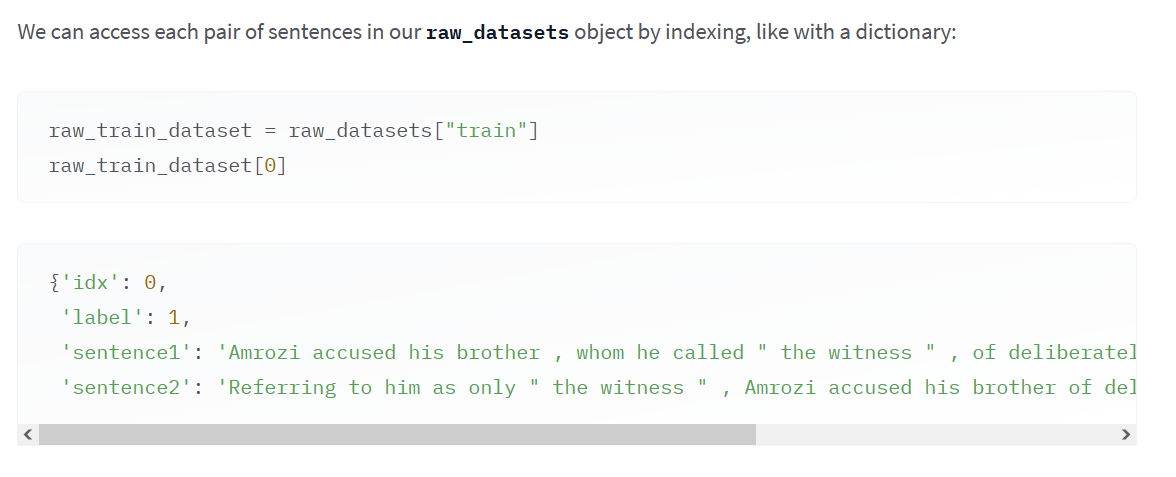 We can access each pair of sentences in our raw_datasets object by indexing, like with a dictionary:
raw_train_dataset = raw_datasets["train"]
raw_train_dataset[0]
{'idx': 0,
 'label': 1,
 'sentence1': 'Amrozi accused his brother , whom he called " the witness " , of deliberatel
 'sentence2': 'Referring to him as only " the witness " , Amrozi accused his brother of del